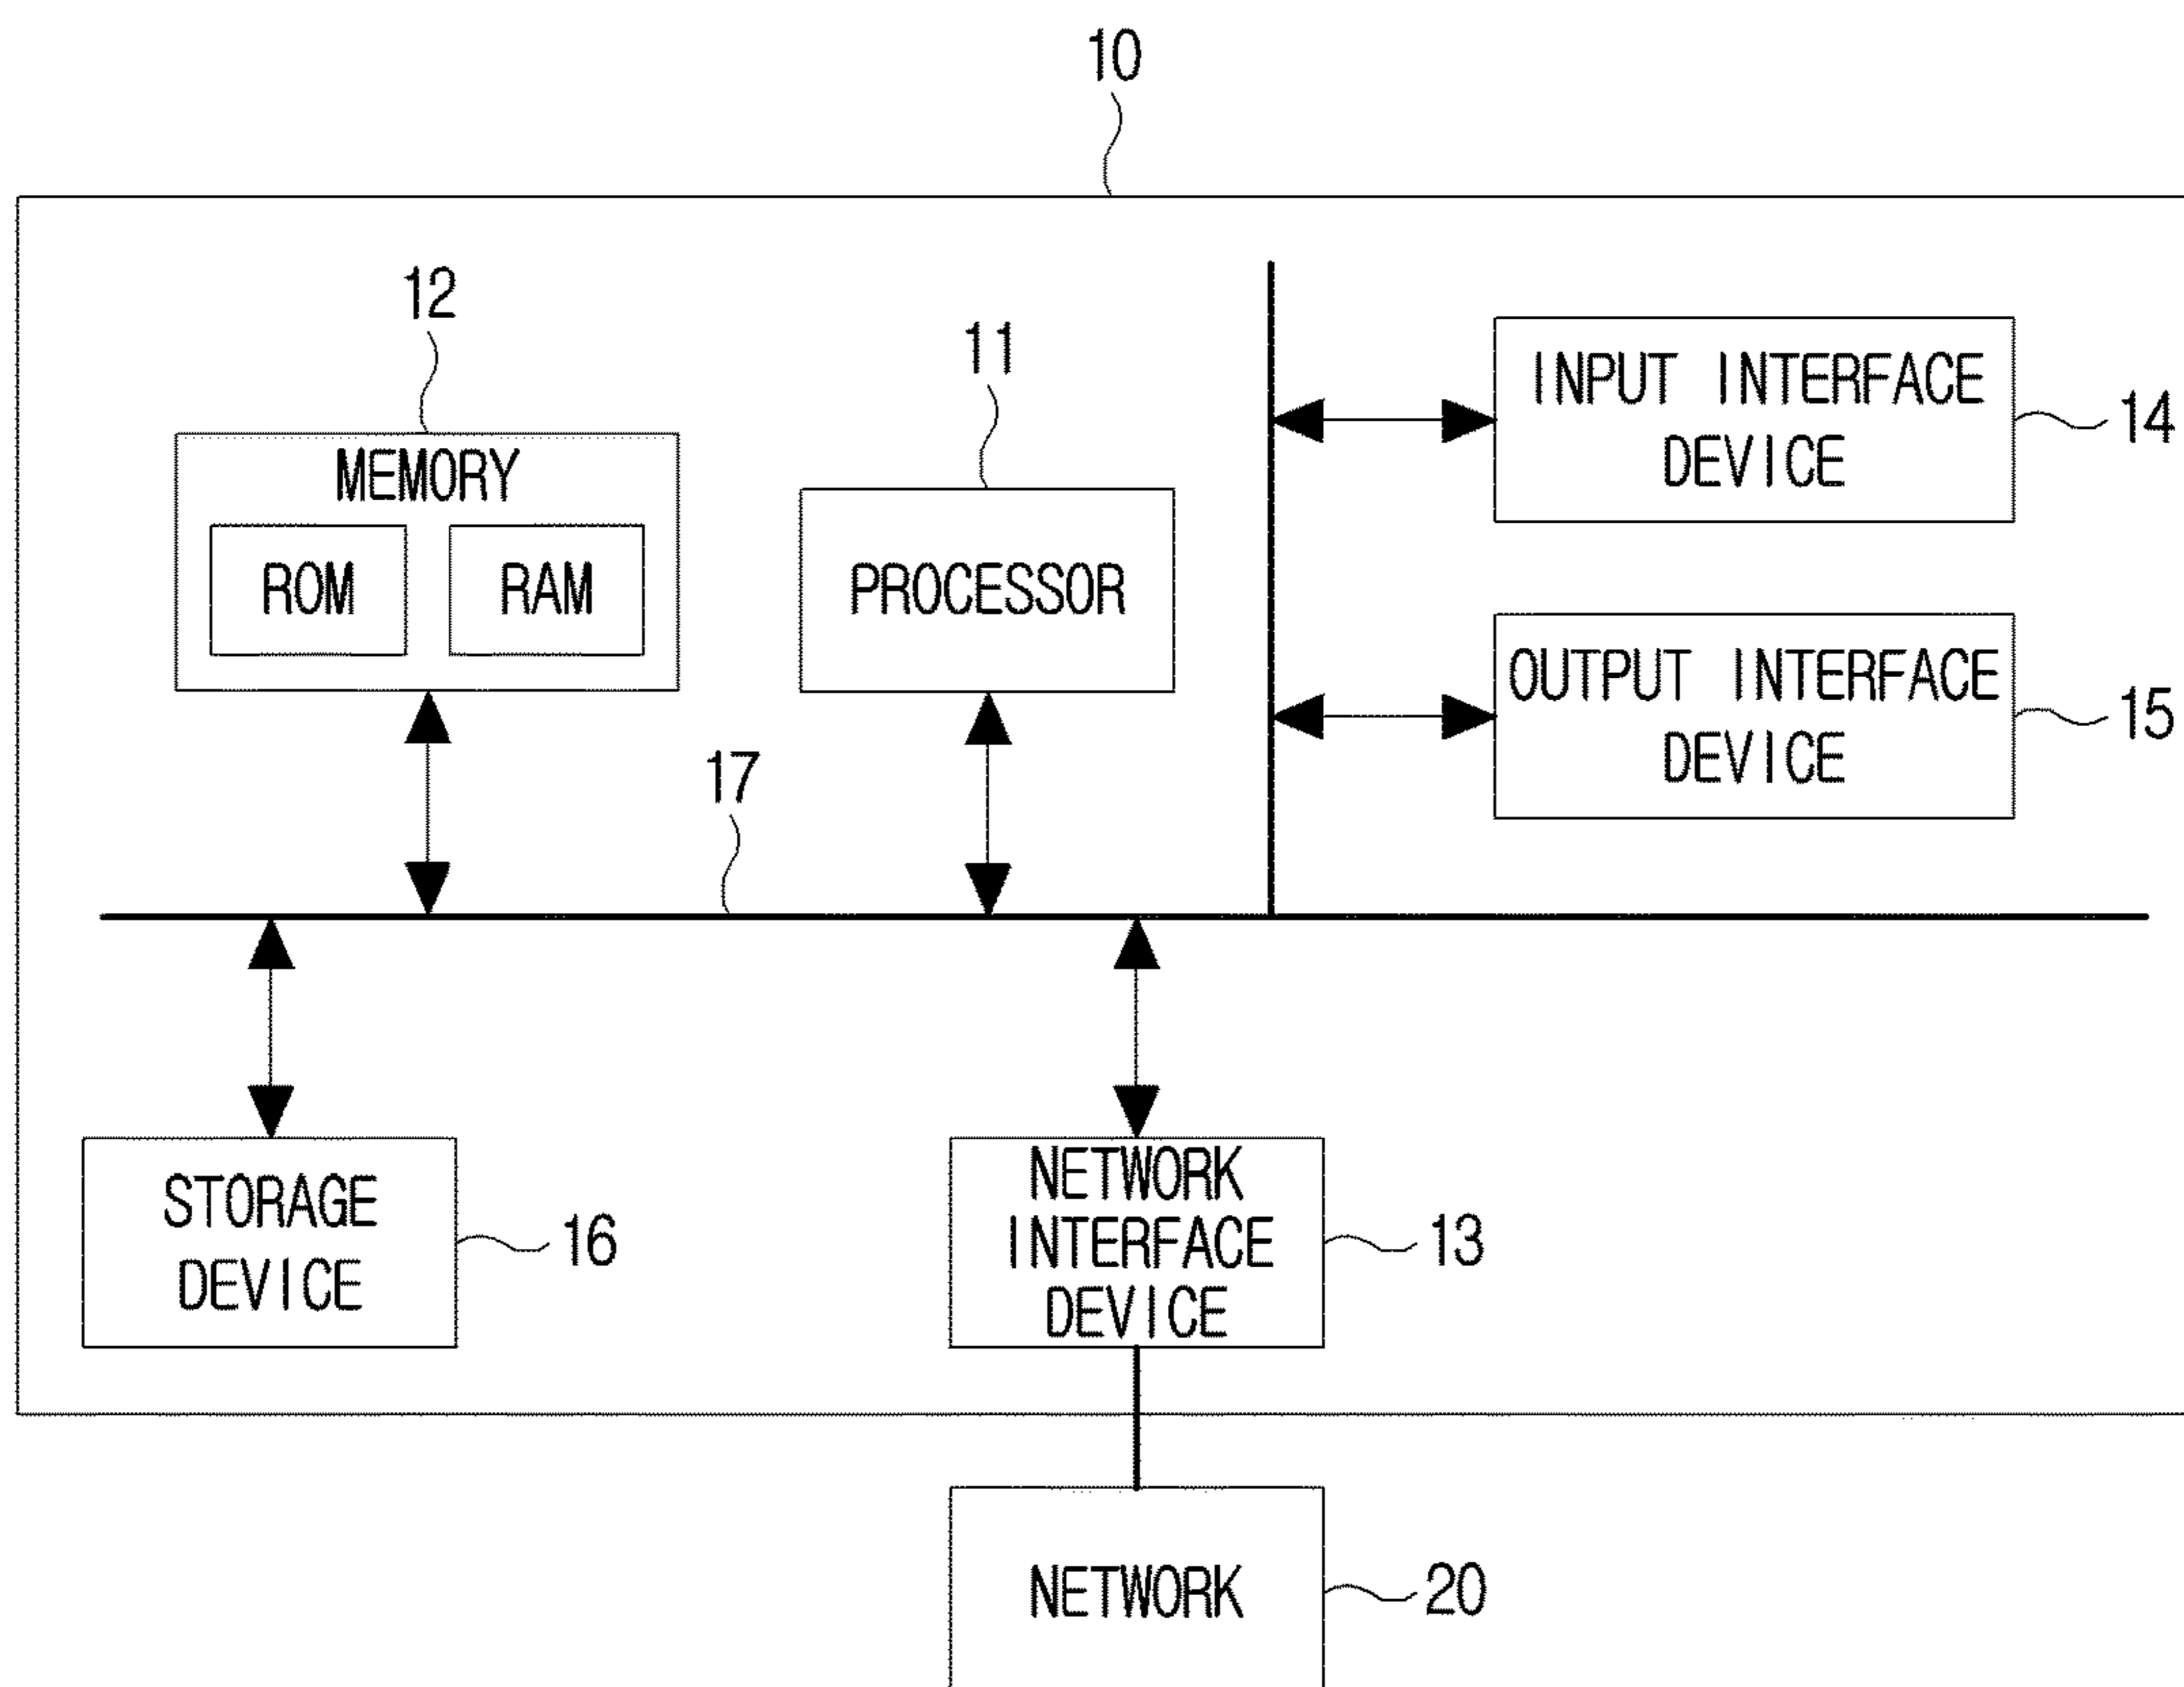 10
12
11
INPUT INTERFACE
DEVICE
14
MEMORY
ROM
RAM
PROCESSOR
OUTPUT INTERFACE
DEVICE
15
17
STORAGE
DEVICE
16
NETWORK
INTERFACE
DEVICE
13
NETWORK
20